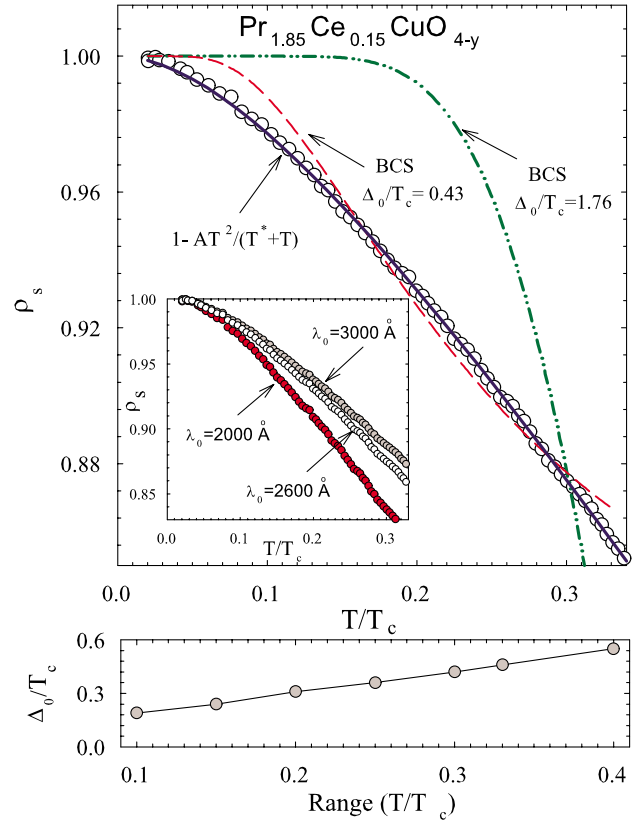 Pr1.85Ce0.15CuO4-y
1.00
BCS
Δ0/Tc= 0.43
BCS
Δ0/Tc=1.76
0.96
1- AT2/(T*+T)
ρs
0.92
1.00
λ0=3000 Å
0.95
ρS
0.90
λ0=2000 Å
0.88
λ0=2600 Å
0.85
0.0 0.1 0.2 0.3
T/Tc
0.0 0.1 0.2 0.3
T/Tc
0.6
Δ0/Tc
0.3
0.0
0.1 0.2 0.3 0.4
Range (T/Tc)